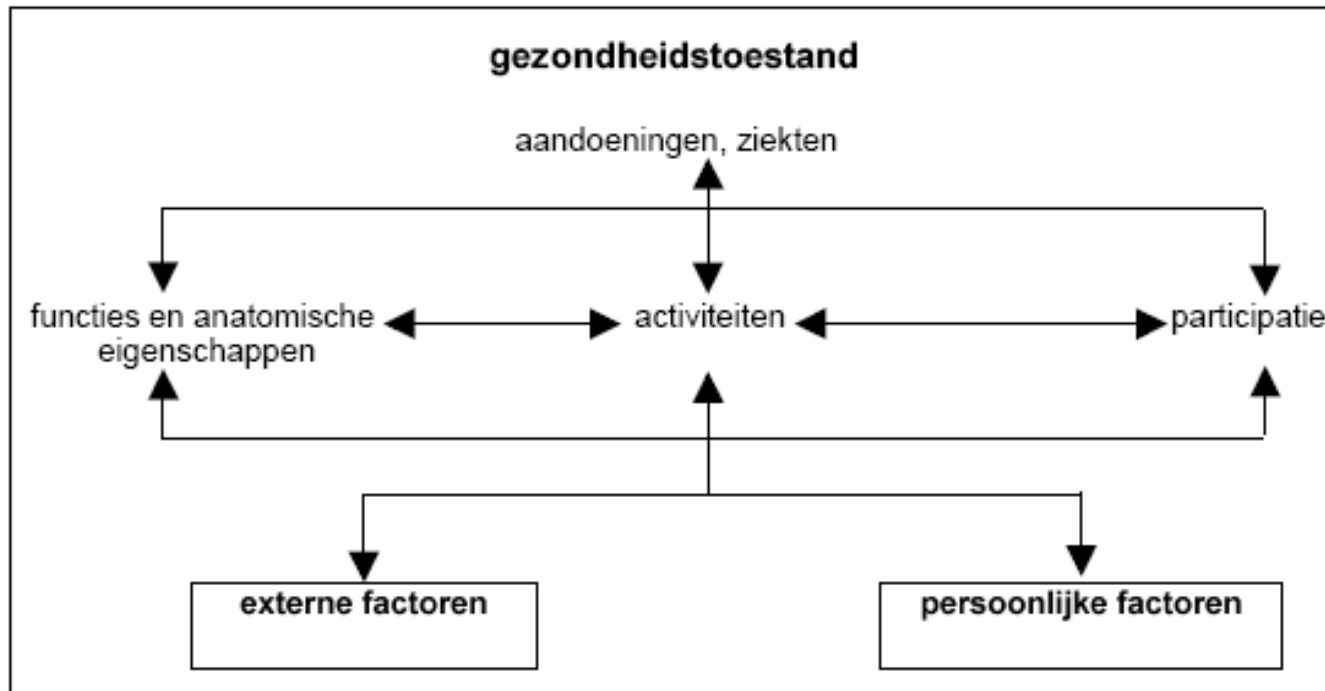 gezondheidstoestand
aandoeningen, ziekten
functies en anatomische
eigenschappen
activiteiten
participatie
externe factoren
persoonlijke factoren